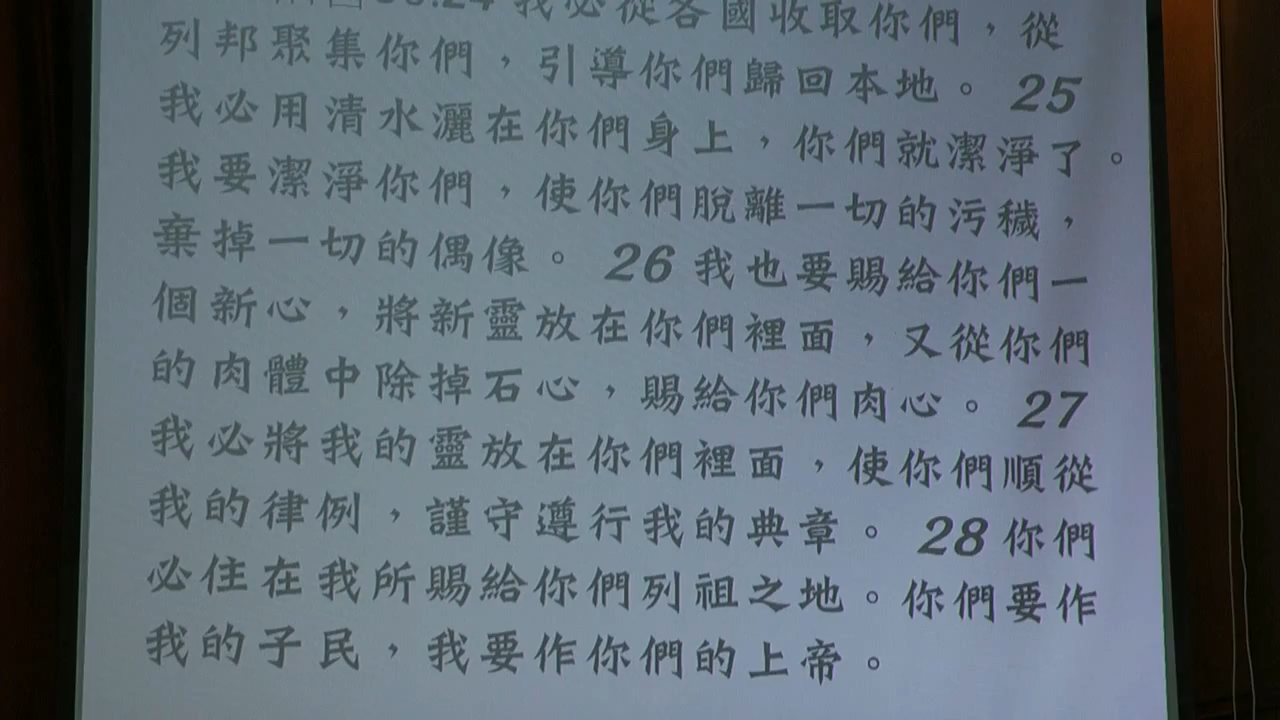 我必從各國收取你們，從
列邦聚集你們，引導你們歸回本地。25
我必用清水灑在你們身上，你們就潔淨了。
我要潔淨你們，使你們脫離一切的污穢，
棄掉一切的偶像。26 我也要賜給你們一
個新心，將新靈放在你們裡面，又從你們
的肉體中除掉石心，賜給你們肉心。27
我必將我的靈放在你們裡面，使你們順從
我的律例，謹守遵行我的典章。28 你們
必住在我所賜給你們列祖之地。你們要作
我的子民，我要作你們的上帝。